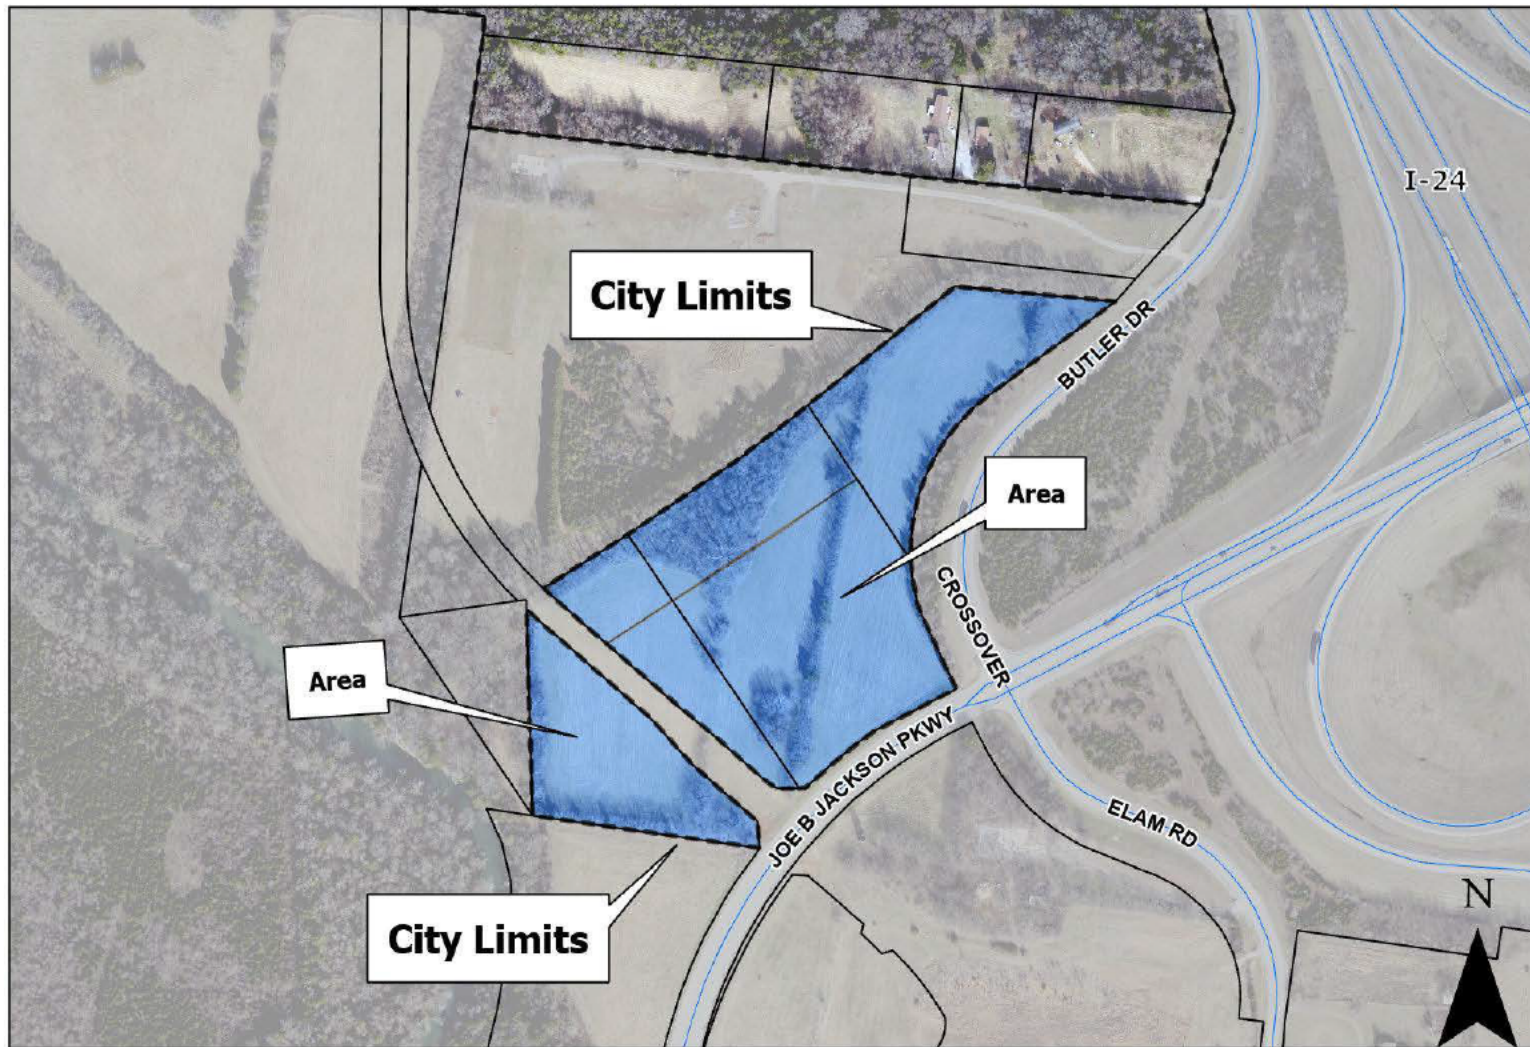 I-24
City Limits
BUTLER DR
Area
CROSSOVER
Area
JOE B JACKSON PKWY
ELAM RD
N
City Limits